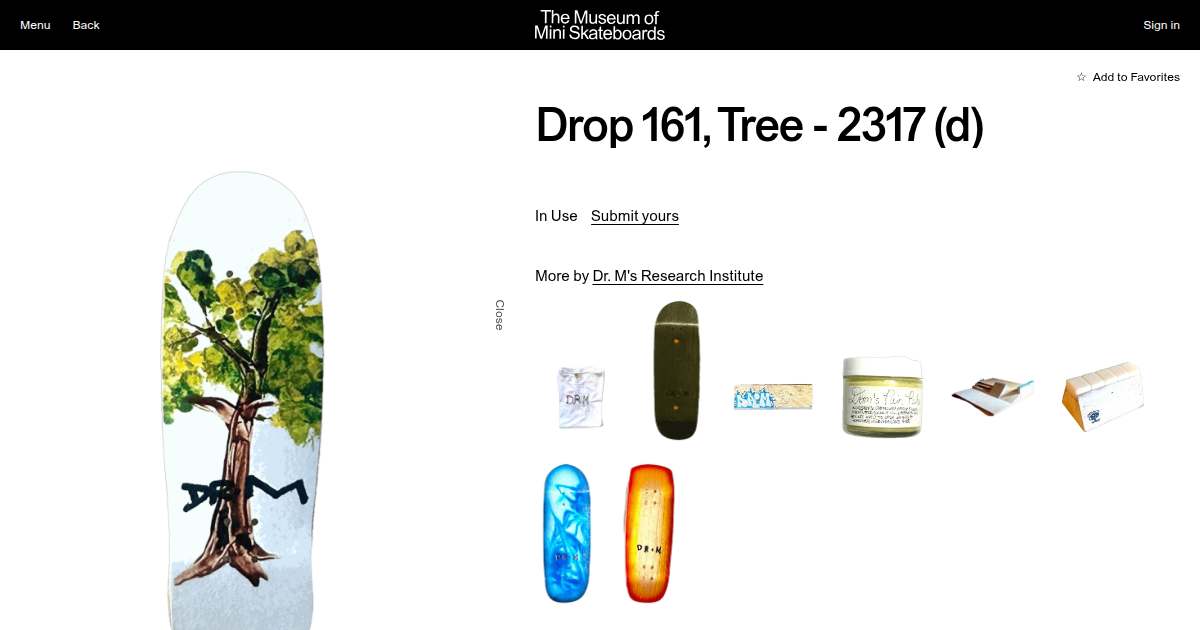 Menu
Back
The Museum of
Mini Skateboards
Sign in
☆ Add to Favorites
Drop 161, Tree - 2317 (d)
In Use
Submit yours
More by Dr. M's Research Institute
Close
DR.M
DR.M
DR•M